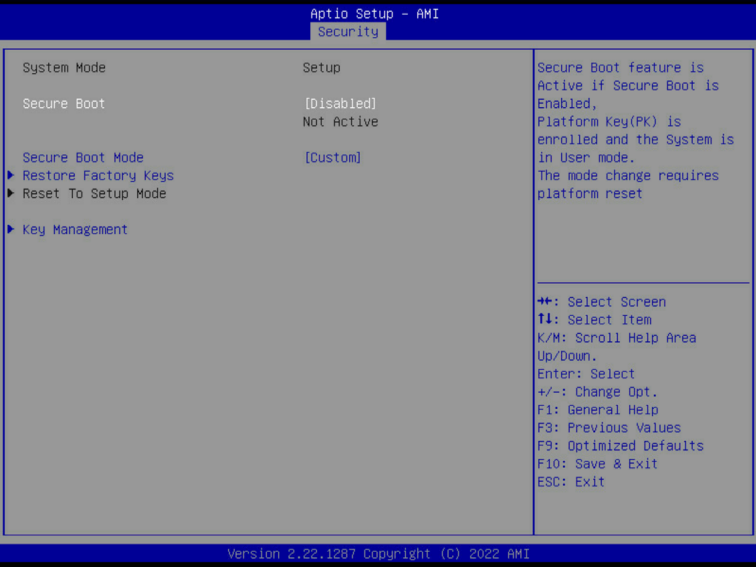 Aptio Setup - AMI
Security
System Mode Setup
Secure Boot [Disabled]
Not Active
Secure Boot Mode [Custom]
Restore Factory Keys
Reset To Setup Mode
Key Management
Secure Boot feature is
Active if Secure Boot is
Enabled,
Platform Key(PK) is
enrolled and the System is
in User mode.
The mode change requires
platform reset
→←: Select Screen
↑↓: Select Item
K/M: Scroll Help Area
Up/Down.
Enter: Select
+/-: Change Opt.
F1: General Help
F3: Previous Values
F9: Optimized Defaults
F10: Save & Exit
ESC: Exit
Version 2.22.1287 Copyright (C) 2022 AMI